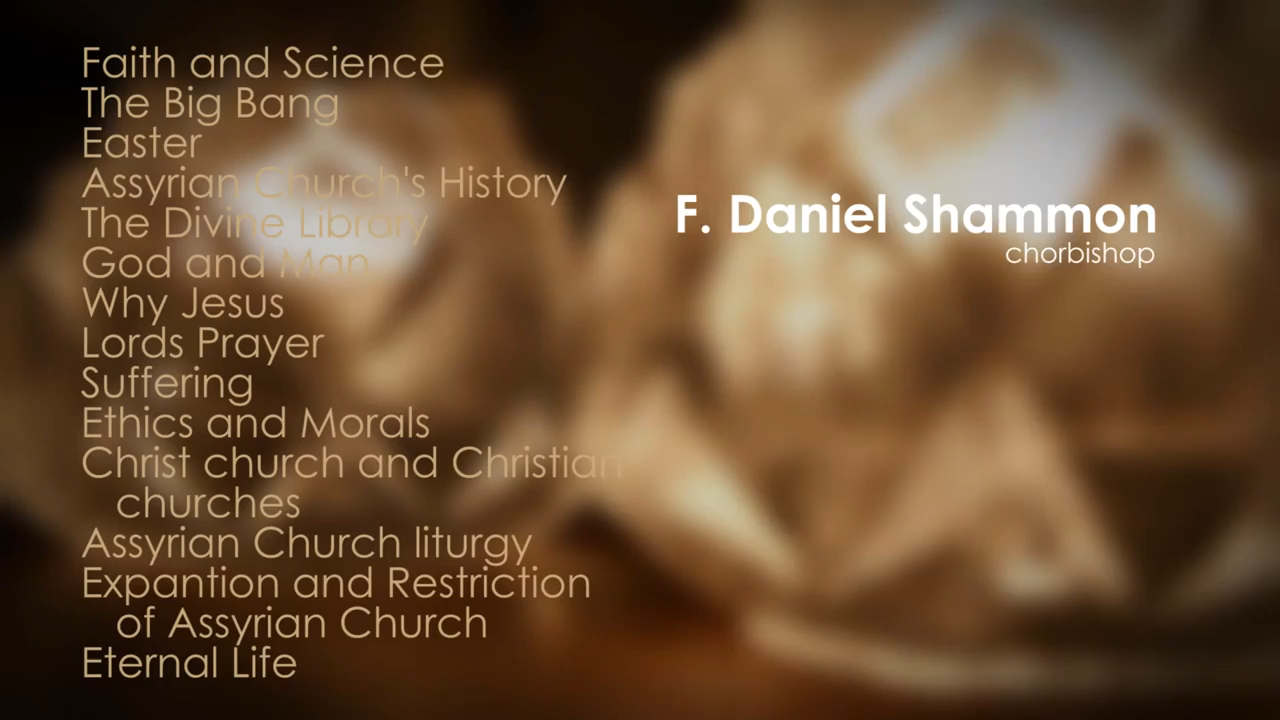 Faith and Science
The Big Bang
Easter
Assyrian Church's History
The Divine Library
God and Man
Why Jesus
Lords Prayer
Suffering
Ethics and Morals
Christ church and Christian
churches
Assyrian Church liturgy
Expantion and Restriction
of Assyrian Church
Eternal Life
F. Daniel Shammon
chorbishop